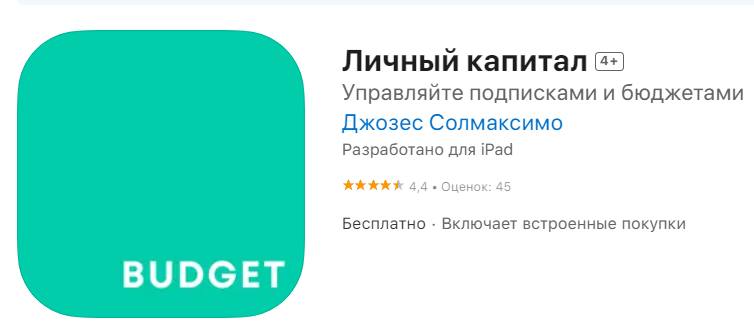 Личный капитал 4+
Управляйте подписками и бюджетами
Джозес Солмаксимо
Разработано для iPad
4,4 • Оценок: 45
Бесплатно · Включает встроенные покупки
BUDGET